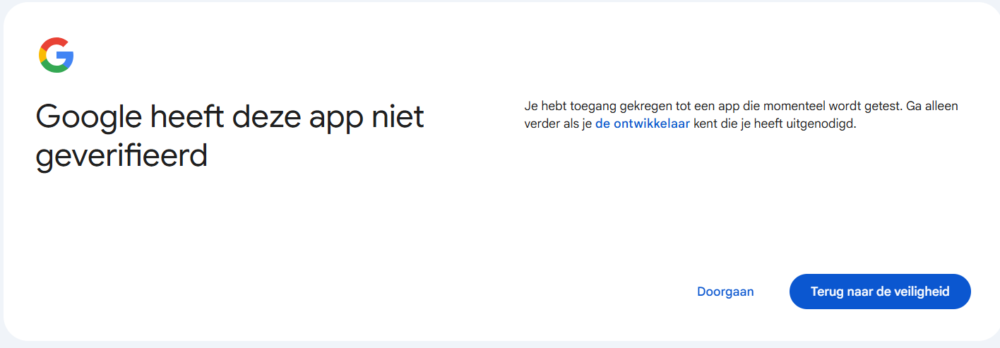 Google heeft deze app niet
geverifieerd
Je hebt toegang gekregen tot een app die momenteel wordt getest. Ga alleen
verder als je de ontwikkelaar kent die je heeft uitgenodigd.
Doorgaan
Terug naar de veiligheid